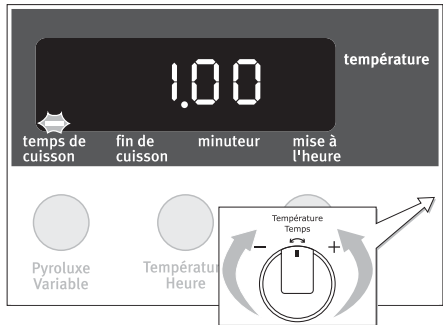 1.00
température
temps de
cuisson
fin de
cuisson
minuteur
mise à
l'heure
Pyroluxe
Variable
Températur
Heure
Température
Temps
- +